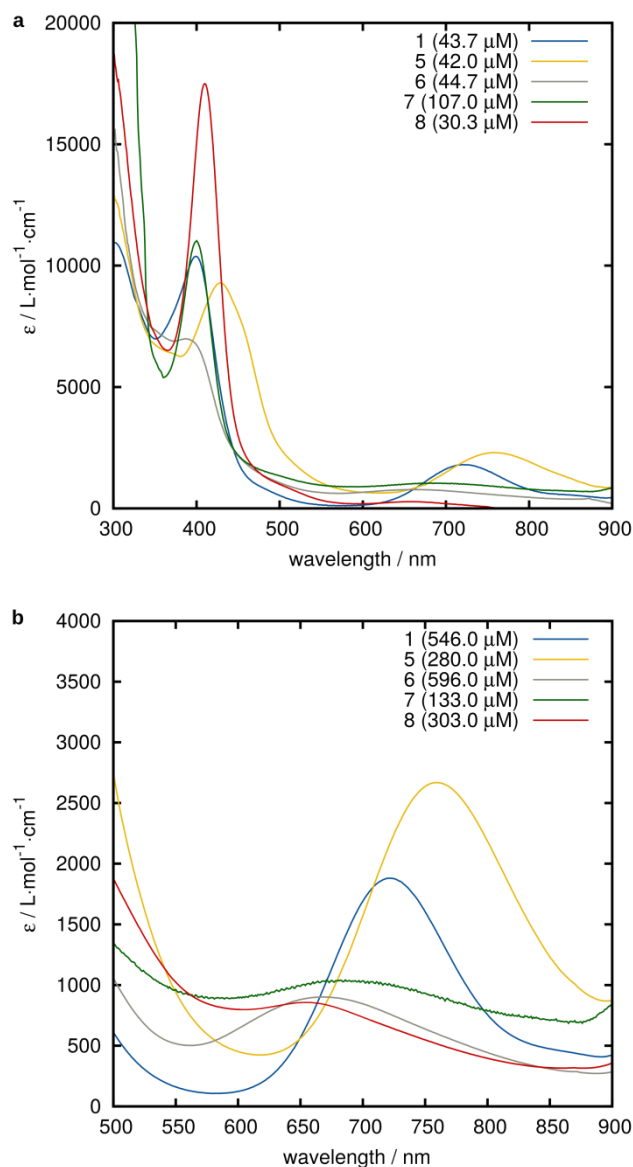 a
20000
15000
10000
5000
0
ε / L·mol⁻¹·cm⁻¹
1 (43.7 μM)
5 (42.0 μM)
6 (44.7 μM)
7 (107.0 μM)
8 (30.3 μM)
300 400 500 600 700 800 900
wavelength / nm
b
4000
3500
3000
2500
2000
1500
1000
500
0
ε / L·mol⁻¹·cm⁻¹
1 (546.0 μM)
5 (280.0 μM)
6 (596.0 μM)
7 (133.0 μM)
8 (303.0 μM)
500 550 600 650 700 750 800 850 900
wavelength / nm